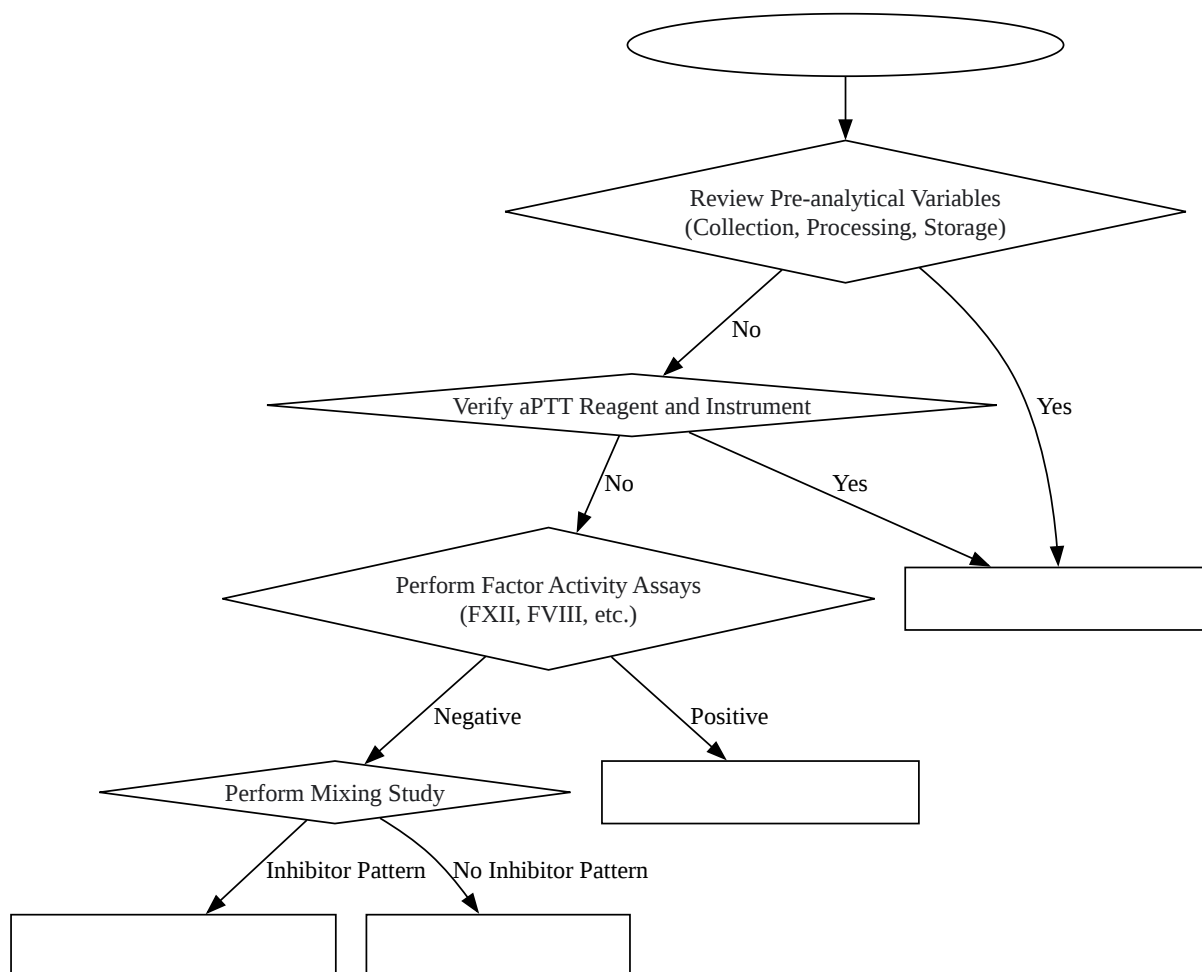 Review Pre-analytical Variables
(Collection, Processing, Storage)
No
Yes
Verify aPTT Reagent and Instrument
No
Yes
Perform Factor Activity Assays
(FXII, FVIII, etc.)
Negative
Positive
Perform Mixing Study
Inhibitor Pattern
No Inhibitor Pattern